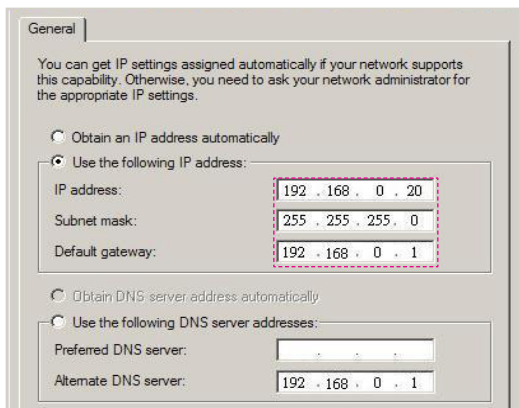 General
You can get IP settings assigned automatically if your network supports
this capability. Otherwise, you need to ask your network administrator for
the appropriate IP settings.
Obtain an IP address automatically
Use the following IP address:
IP address: 192 . 168 . 0 . 20
Subnet mask: 255 . 255 . 255 . 0
Default gateway: 192 . 168 . 0 . 1
Obtain DNS server address automatically
Use the following DNS server addresses:
Preferred DNS server: . . .
Alternate DNS server: 192 . 168 . 0 . 1